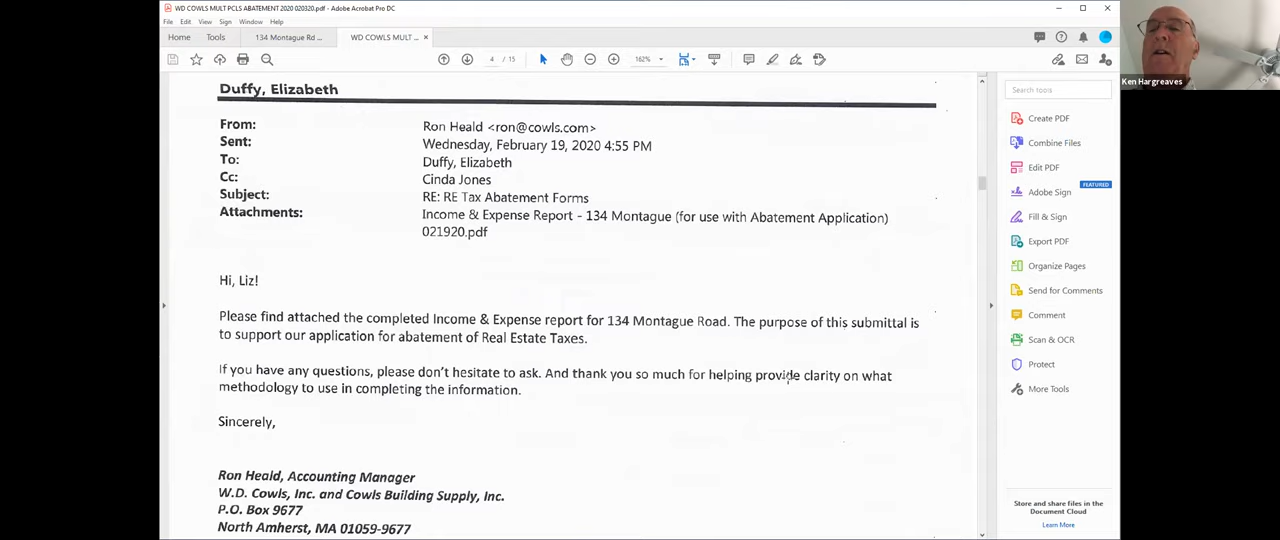 WD COWLS MULT PCLS ABATEMENT 2020 020320.pdf - Adobe Acrobat Pro DC
File Edit View Sign Window Help
Home Tools 134 Montague Rd ... WD COWLS MULT ... ×
4 / 15 162%
Duffy, Elizabeth
From: Ron Heald <ron@cowls.com>
Sent: Wednesday, February 19, 2020 4:55 PM
To: Duffy, Elizabeth
Cc: Cinda Jones
Subject: RE: RE Tax Abatement Forms
Attachments: Income & Expense Report - 134 Montague (for use with Abatement Application)
021920.pdf
Hi, Liz!
Please find attached the completed Income & Expense report for 134 Montague Road. The purpose of this submittal is
to support our application for abatement of Real Estate Taxes.
If you have any questions, please don't hesitate to ask. And thank you so much for helping provide clarity on what
methodology to use in completing the information.
Sincerely,
Ron Heald, Accounting Manager
W.D. Cowls, Inc. and Cowls Building Supply, Inc.
P.O. Box 9677
North Amherst, MA 01059-9677
Search tools
Create PDF
Combine Files
Edit PDF
FEATURED
Adobe Sign
Fill & Sign
Export PDF
Organize Pages
Send for Comments
Comment
Scan & OCR
Protect
More Tools
Store and share files in the
Document Cloud
Learn More
Ken Hargreaves